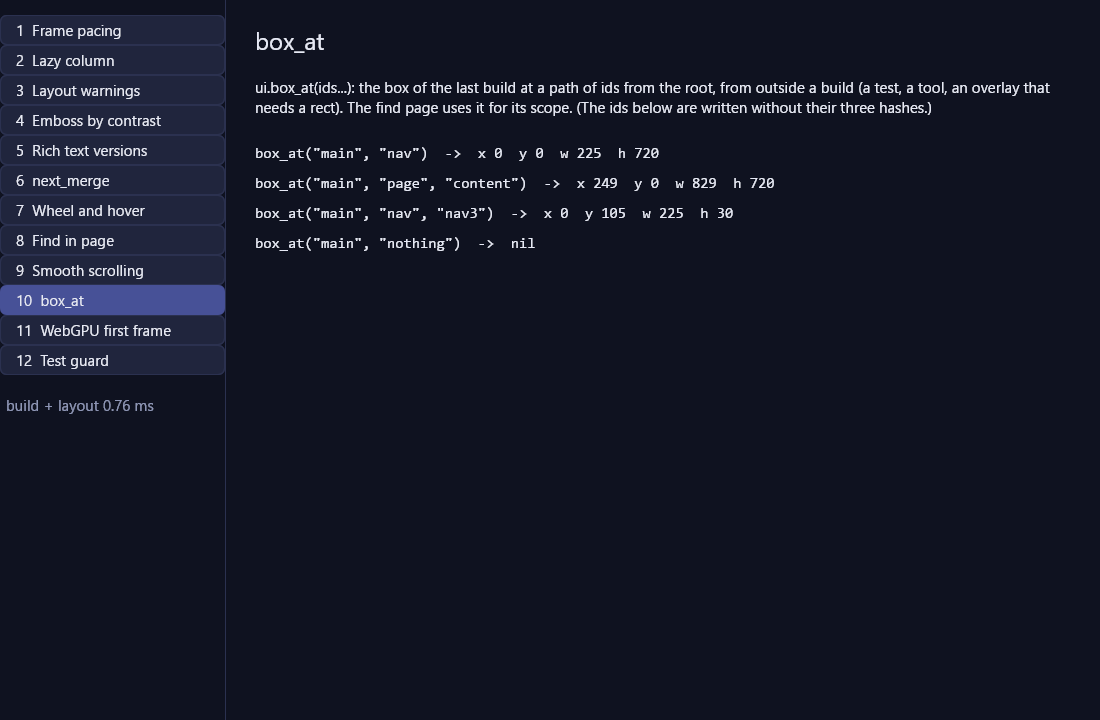 1 Frame pacing
2 Lazy column
3 Layout warnings
4 Emboss by contrast
5 Rich text versions
6 next_merge
7 Wheel and hover
8 Find in page
9 Smooth scrolling
10 box_at
11 WebGPU first frame
12 Test guard
build + layout 0.76 ms
box_at
ui.box_at(ids...): the box of the last build at a path of ids from the root, from outside a build (a test, a tool, an overlay that
needs a rect). The find page uses it for its scope. (The ids below are written without their three hashes.)
box_at("main", "nav")  ->  x 0  y 0  w 225  h 720
box_at("main", "page", "content")  ->  x 249  y 0  w 829  h 720
box_at("main", "nav", "nav3")  ->  x 0  y 105  w 225  h 30
box_at("main", "nothing")  ->  nil